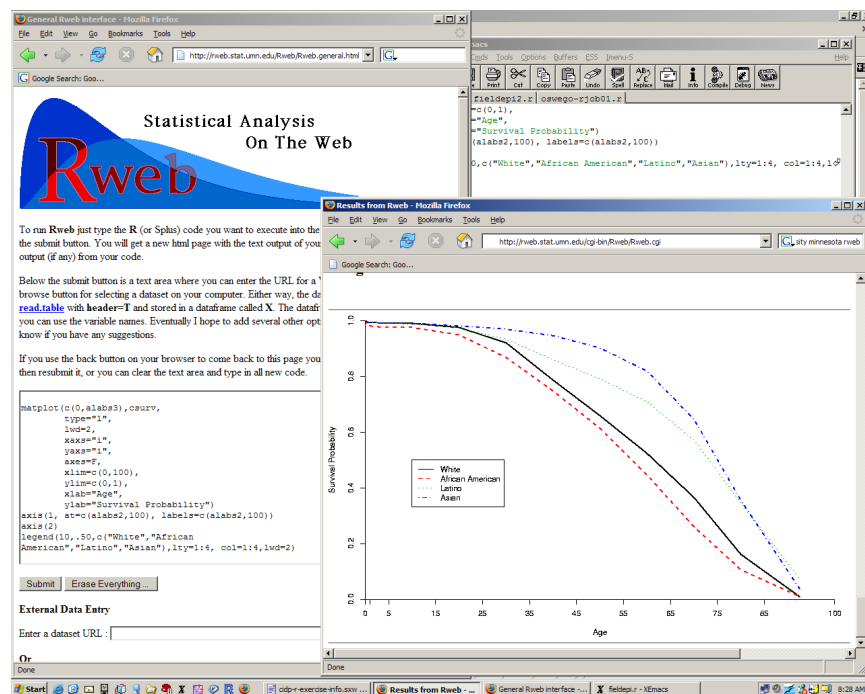 General Rweb interface - Mozilla Firefox
File Edit View Go Bookmarks Tools Help
http://rweb.stat.umn.edu/Rweb/Rweb.general.html
G,
Google Search: Goo...
Statistical Analysis
On The Web
Rweb
To run Rweb just type the R (or Splus) code you want to execute into the
the submit button. You will get a new html page with the text output of you
output (if any) from your code.
Below the submit button is a text area where you can enter the URL for a
browse button for selecting a dataset on your computer. Either way, the da
read.table with header=T and stored in a dataframe called X. The datafr
you can use the variable names. Eventually I hope to add several other opt
know if you have any suggestions.
If you use the back button on your browser to come back to this page you
then resubmit it, or you can clear the text area and type in all new code.
matplot(c(0,alabs3),csurv,
type="l",
lwd=2,
xaxs="i",
yaxs="i",
axes=F,
xlim=c(0,100),
ylim=c(0,1),
xlab="Age",
ylab="Survival Probability")
axis(1, at=c(alabs2,100), labels=c(alabs2,100))
axis(2)
legend(10,.50,c("White","African
American","Latino","Asian"),lty=1:4, col=1:4,lwd=2)
Submit Erase Everything ...
External Data Entry
Enter a dataset URL :
Or
Done
emacs
Cmds Tools Options Buffers ESS Imenu-S Help
Print Cut Copy Paste Undo Spell Replace Mail Info Compile Debug News
fieldepi2.r oswego-rjob01.r
=c(0,1),
"Age",
"Survival Probability")
(alabs2,100), labels=c(alabs2,100))
0,c("White","African American","Latino","Asian"),lty=1:4, col=1:4,l
Results from Rweb - Mozilla Firefox
File Edit View Go Bookmarks Tools Help
http://rweb.stat.umn.edu/cgi-bin/Rweb/Rweb.cgi
G, sity minnesota rweb
Google Search: Goo...
Survival Probability
1.0
0.8
0.6
0.4
0.2
0.0
White
African American
Latino
Asian
0 5 15 25 35 45 55 65 75 85 100
Age
Done
Start
cidp-r-exercise-info.sxw ...
Results from Rweb - ...
General Rweb interface -...
fieldepi.r - XEmacs
8:28 AM